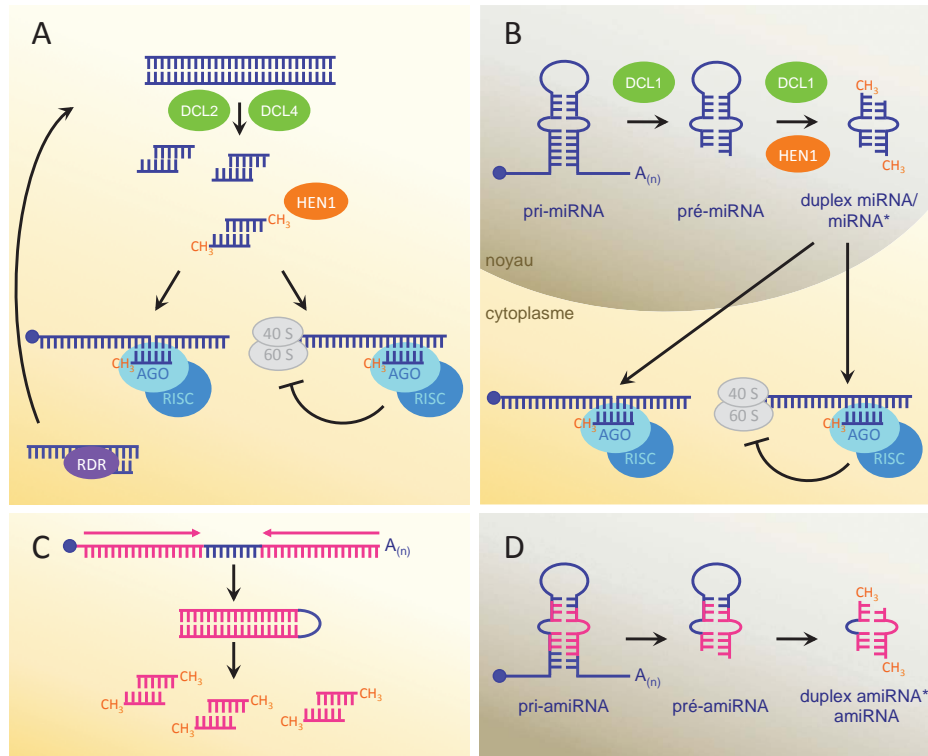 A
DCL2
DCL4
HEN1
CH3
CH3
40 S
60 S
CH3
AGO
RISC
CH3
AGO
RISC
RDR
B
DCL1
DCL1
HEN1
CH3
CH3
A(n)
pri-miRNA
pré-miRNA
duplex miRNA/
miRNA*
noyau
cytoplasme
40 S
60 S
CH3
AGO
RISC
CH3
AGO
RISC
C
A(n)
CH3
CH3
CH3
CH3
CH3
CH3
D
CH3
CH3
A(n)
pri-amiRNA
pré-amiRNA
duplex amiRNA*
amiRNA